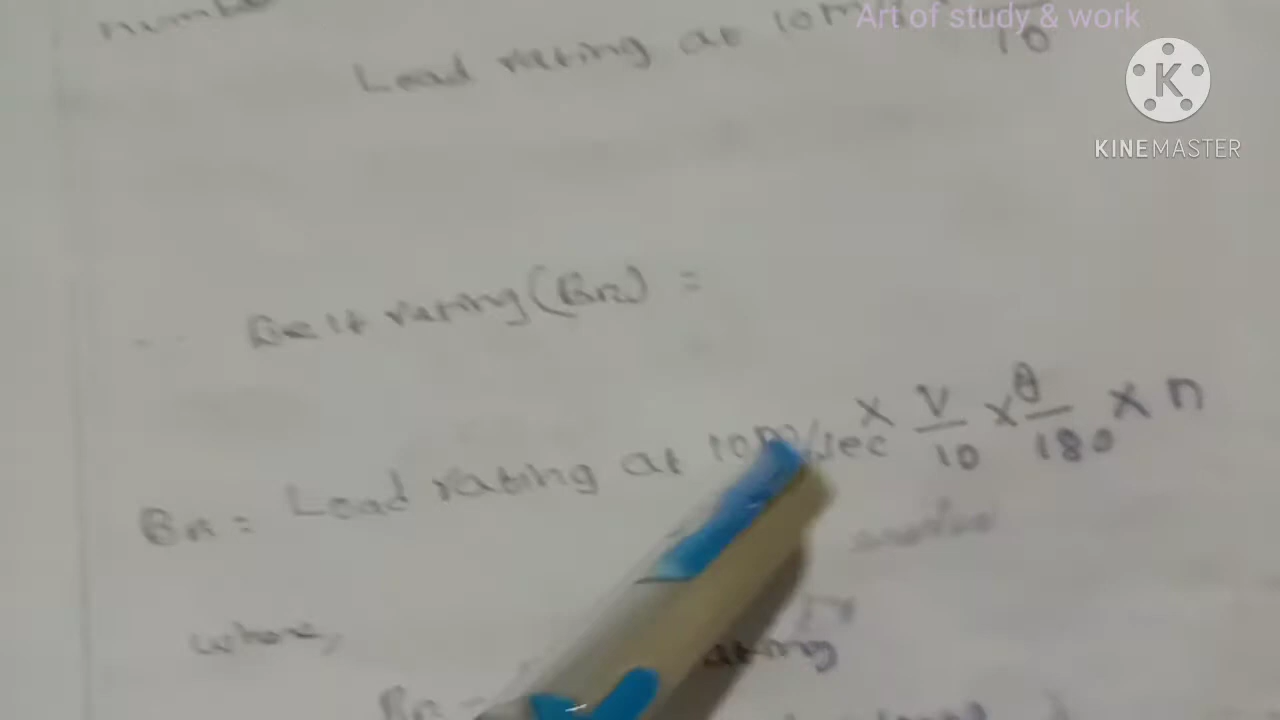 Art of study & work
Load rating at 10m
10
K
KINEMASTER
Belt rating (BR) =
BR = Load rating at 10m/sec × V/10 × θ/180 × n
where,
BR =